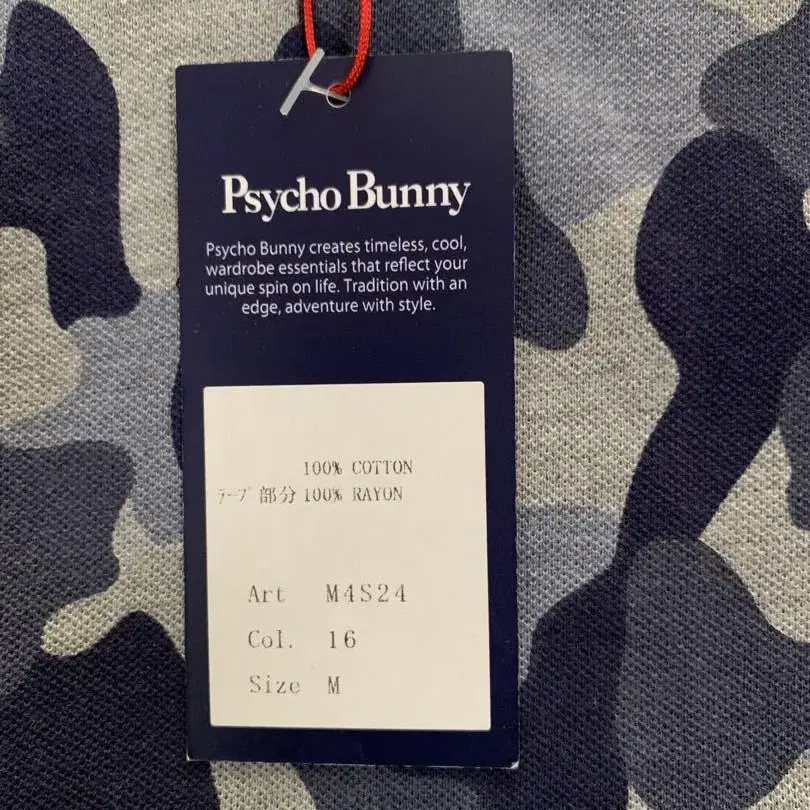 Psycho Bunny
Psycho Bunny creates timeless, cool,
wardrobe essentials that reflect your
unique spin on life. Tradition with an
edge, adventure with style.
100% COTTON
ﾃｰﾌﾟ 部分 100% RAYON
Art M4S24
Col. 16
Size M